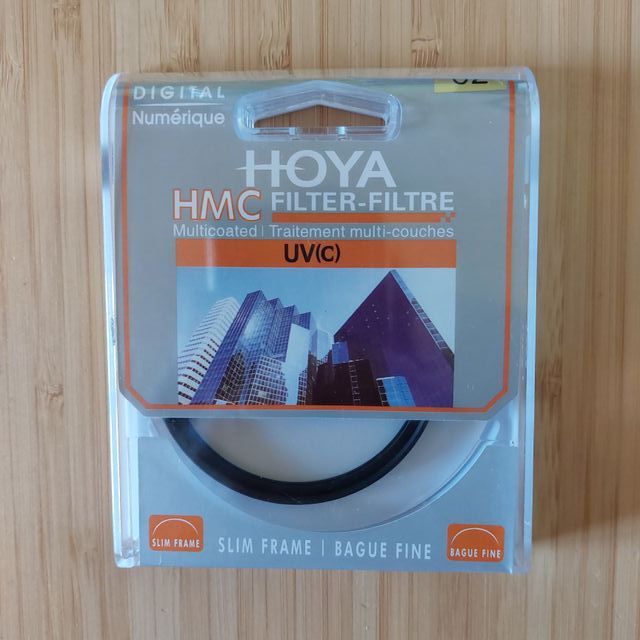 DIGITAL
Numérique
HOYA
HMC FILTER-FILTRE
Multicoated | Traitement multi-couches
UV(C)
SLIM FRAME
SLIM FRAME | BAGUE FINE
BAGUE FINE